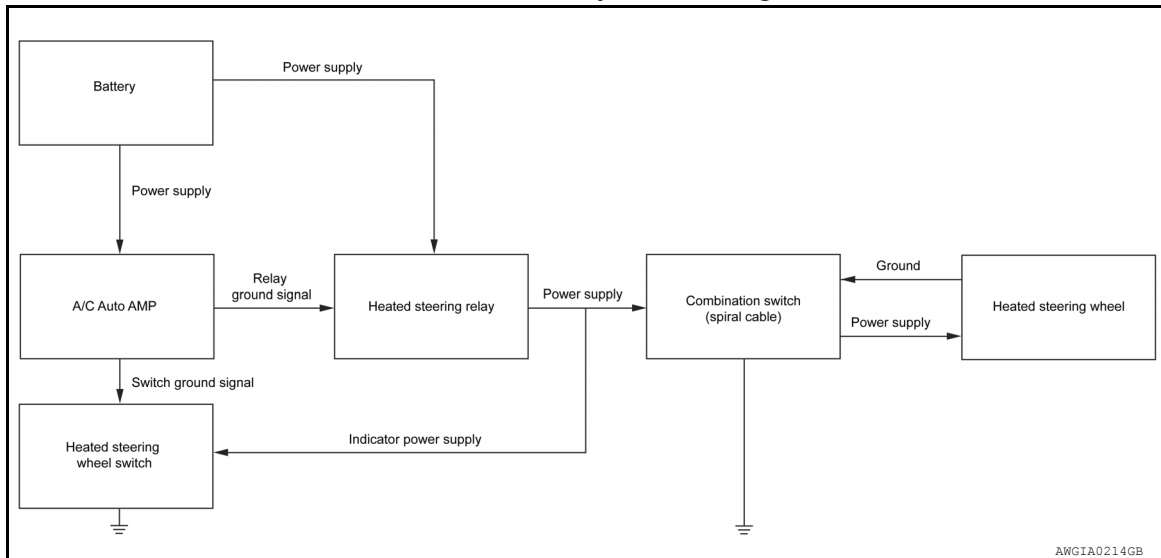 Power supply
Battery
Power supply
A/C Auto AMP
Relay
ground signal
Heated steering relay
Power supply
Combination switch
(spiral cable)
Ground
Power supply
Heated steering wheel
Switch ground signal
Heated steering
wheel switch
Indicator power supply
AWGIA0214GB